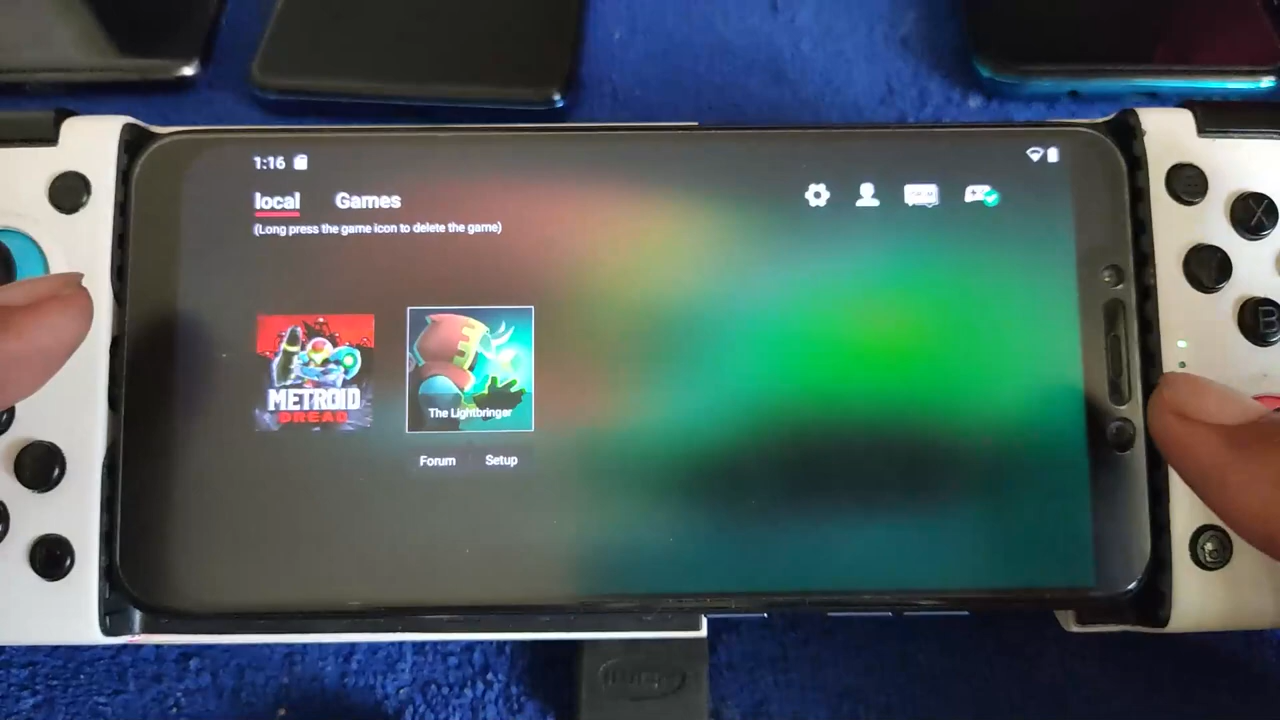 1:16
local Games
(Long press the game icon to delete the game)
METROID
DREAD
The Lightbringer
Forum Setup
X
B